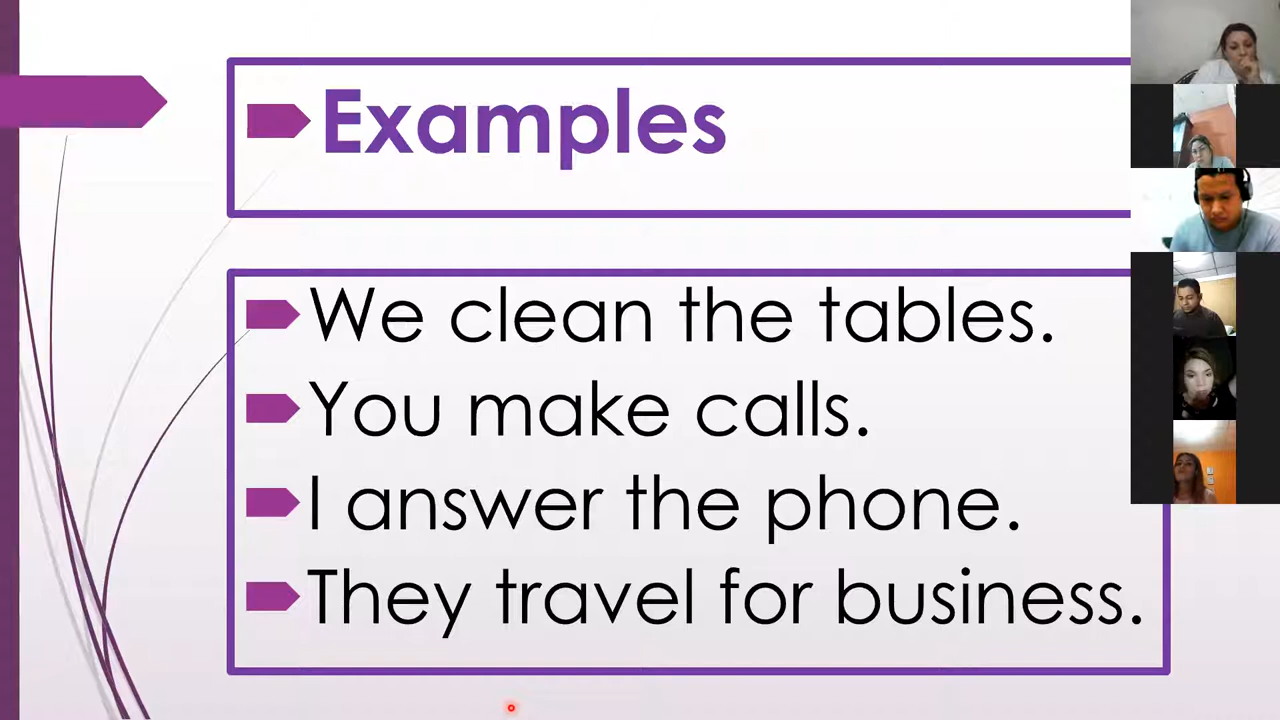 Examples
We clean the tables.
You make calls.
I answer the phone.
They travel for business.